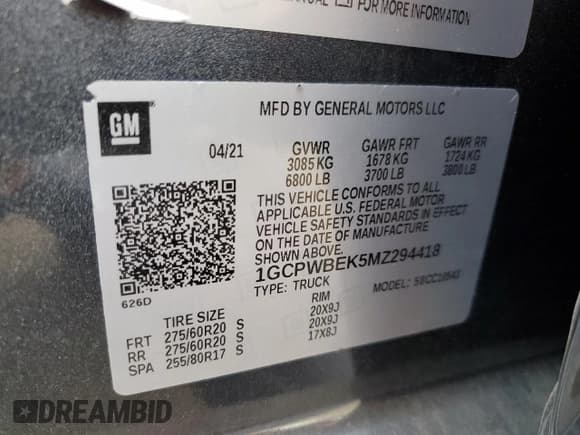 MANUAL FOR MORE INFORMATION
MFD BY GENERAL MOTORS LLC
GM
04/21
GVWR GAWR FRT GAWR RR
3085 KG 1678 KG 1724 KG
6800 LB 3700 LB 3800 LB
THIS VEHICLE CONFORMS TO ALL
APPLICABLE U.S. FEDERAL MOTOR
VEHICLE SAFETY STANDARDS IN EFFECT
ON THE DATE OF MANUFACTURE
SHOWN ABOVE.
1GCPWBEK5MZ294418
626D
TYPE: TRUCK MODEL:
TIRE SIZE RIM
FRT 275/60R20 S 20X9J
RR 275/60R20 S 20X9J
SPA 255/80R17 S 17X8J
DREAMBID